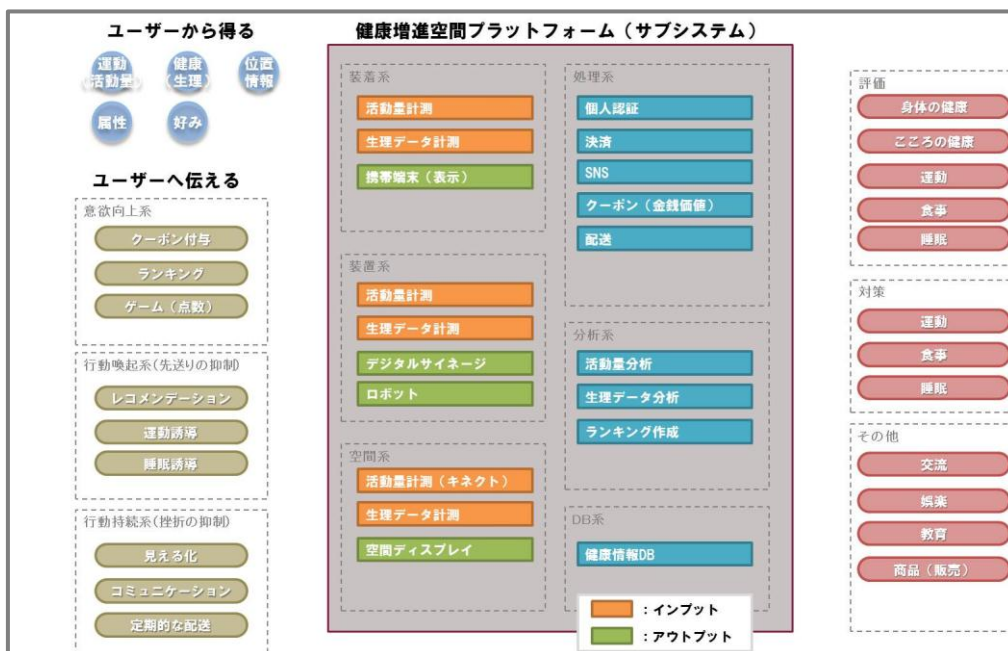 ユーザーから得る
運動
(活動量)
健康
(生理)
位置
情報
属性
好み
ユーザーへ伝える
意欲向上系
クーポン付与
ランキング
ゲーム（点数）
行動喚起系(先送りの抑制)
レコメンデーション
運動誘導
睡眠誘導
行動持続系(挫折の抑制)
見える化
コミュニケーション
定期的な配送
健康増進空間プラットフォーム（サブシステム）
装着系
活動量計測
生理データ計測
携帯端末（表示）
装置系
活動量計測
生理データ計測
デジタルサイネージ
ロボット
空間系
活動量計測（キネクト）
生理データ計測
空間ディスプレイ
処理系
個人認証
決済
SNS
クーポン（金銭価値）
配送
分析系
活動量分析
生理データ分析
ランキング作成
DB系
健康情報DB
：インプット
：アウトプット
評価
身体の健康
こころの健康
運動
食事
睡眠
対策
運動
食事
睡眠
その他
交流
娯楽
教育
商品（販売）